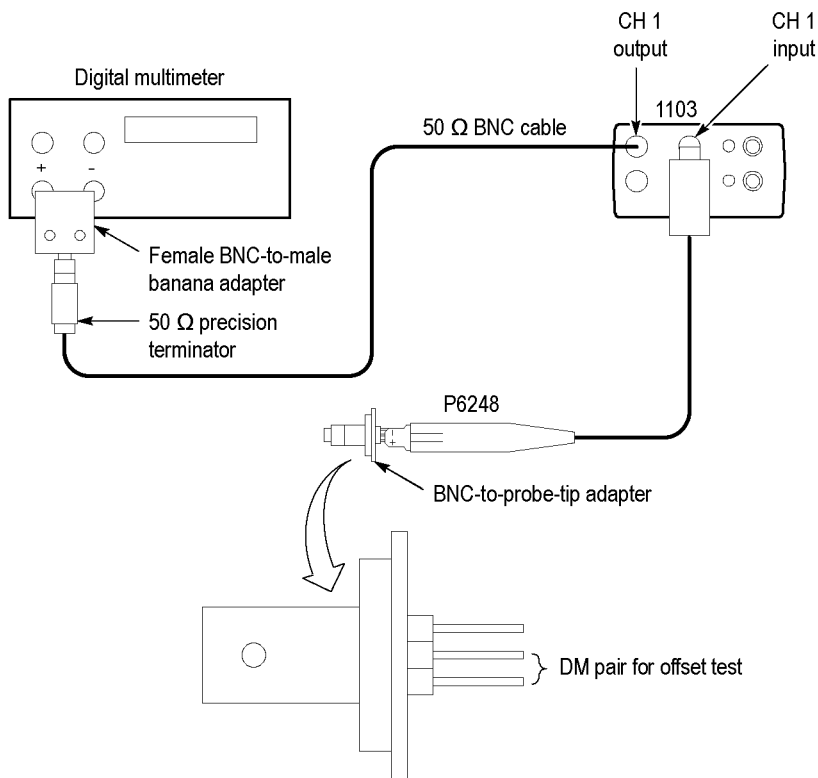 CH 1
output
CH 1
input
Digital multimeter
1103
50 Ω BNC cable
+ -
Female BNC-to-male
banana adapter
50 Ω precision
terminator
P6248
- +
BNC-to-probe-tip adapter
DM pair for offset test